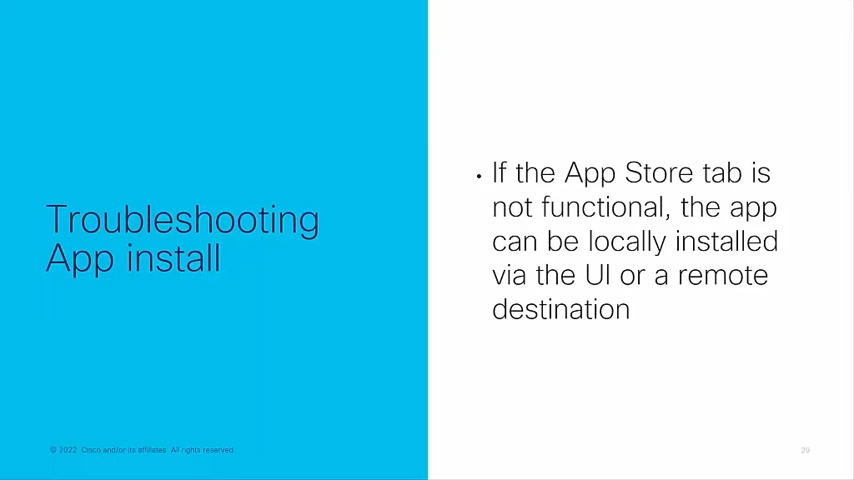 Troubleshooting
App install
• If the App Store tab is
not functional, the app
can be locally installed
via the UI or a remote
destination
© 2022 Cisco and/or its affiliates. All rights reserved.
29